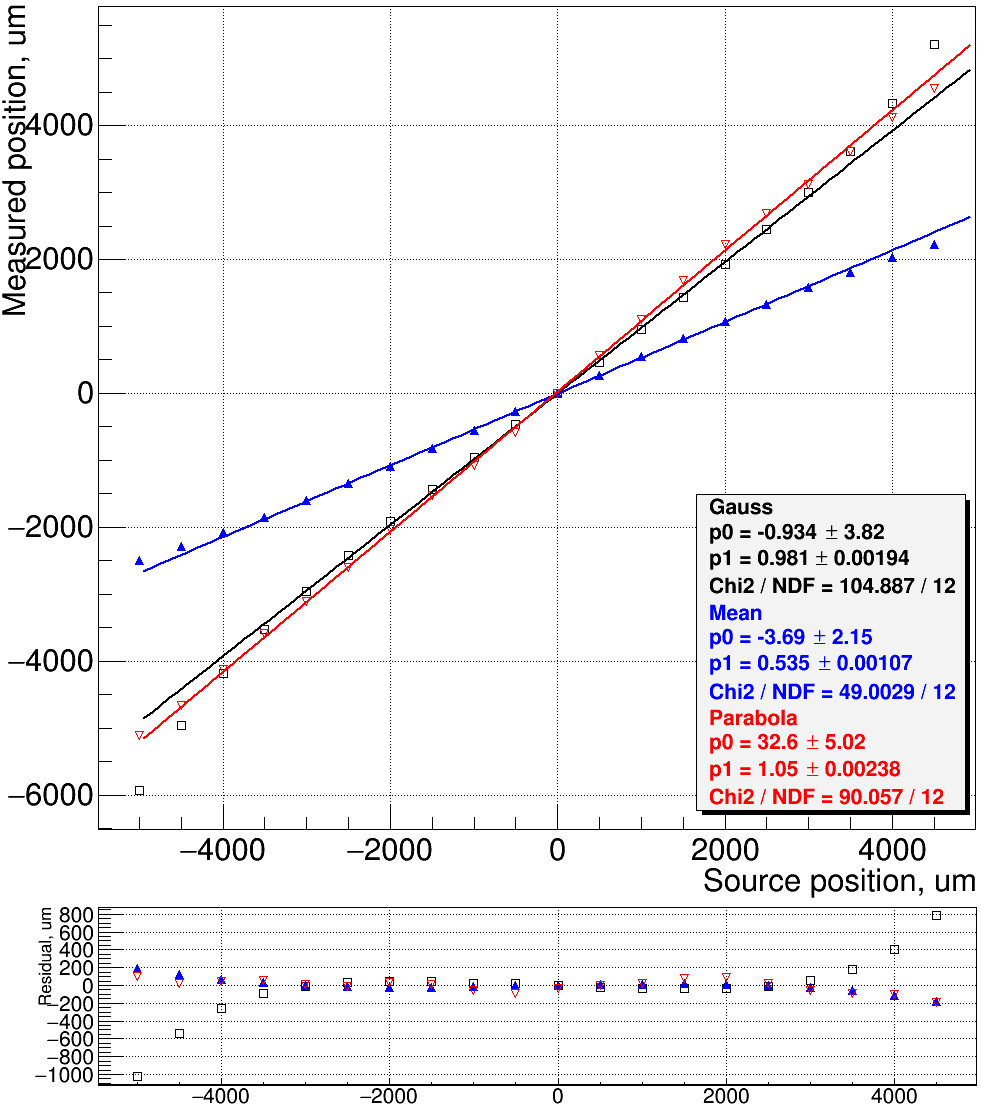 Measured position, um
4000
2000
0
−2000
−4000
−6000
Gauss
p0 = -0.934 ± 3.82
p1 = 0.981 ± 0.00194
Chi2 / NDF = 104.887 / 12
Mean
p0 = -3.69 ± 2.15
p1 = 0.535 ± 0.00107
Chi2 / NDF = 49.0029 / 12
Parabola
p0 = 32.6 ± 5.02
p1 = 1.05 ± 0.00238
Chi2 / NDF = 90.057 / 12
−4000 −2000 0 2000 4000
Source position, um
Residual, um
800
600
400
200
0
−200
−400
−600
−800
−1000
−4000 −2000 0 2000 4000